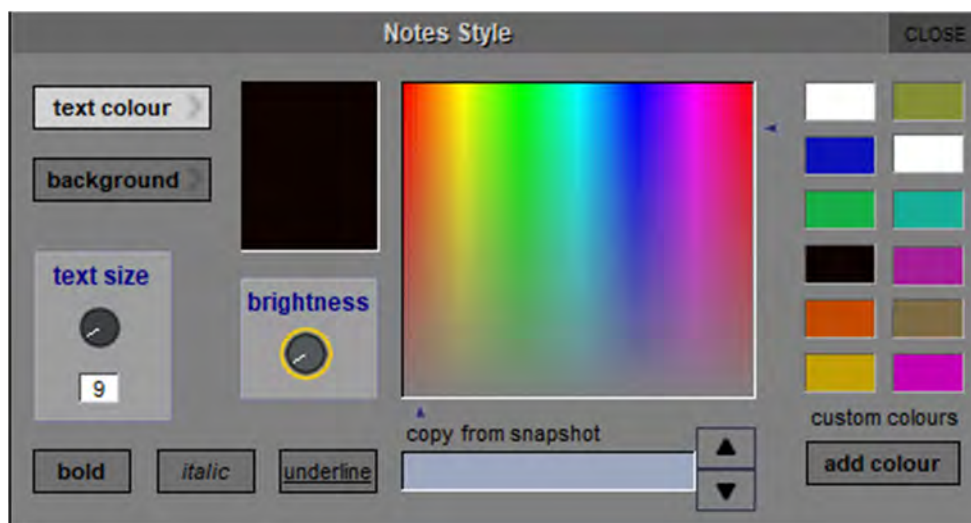 Notes Style
CLOSE
text colour
background
text size
9
brightness
bold
italic
underline
copy from snapshot
custom colours
add colour